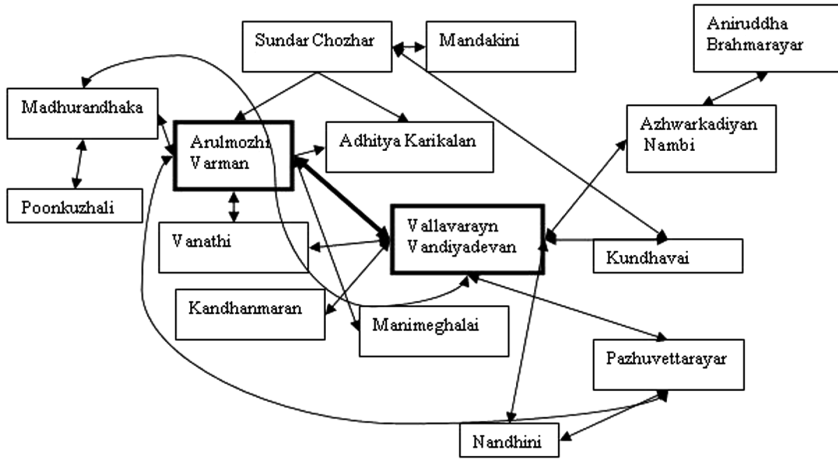 Aniruddha
Brahmarayar
Sundar Chozhar
Mandakini
Madhurandhaka
Arulmozhi
Varman
Adhitya Karikalan
Azhwarkadiyan
Nambi
Poonkuzhali
Vanathi
Vallavarayn
Vandiyadevan
Kundhavai
Kandhanmaran
Manimeghalai
Pazhuvettarayar
Nandhini